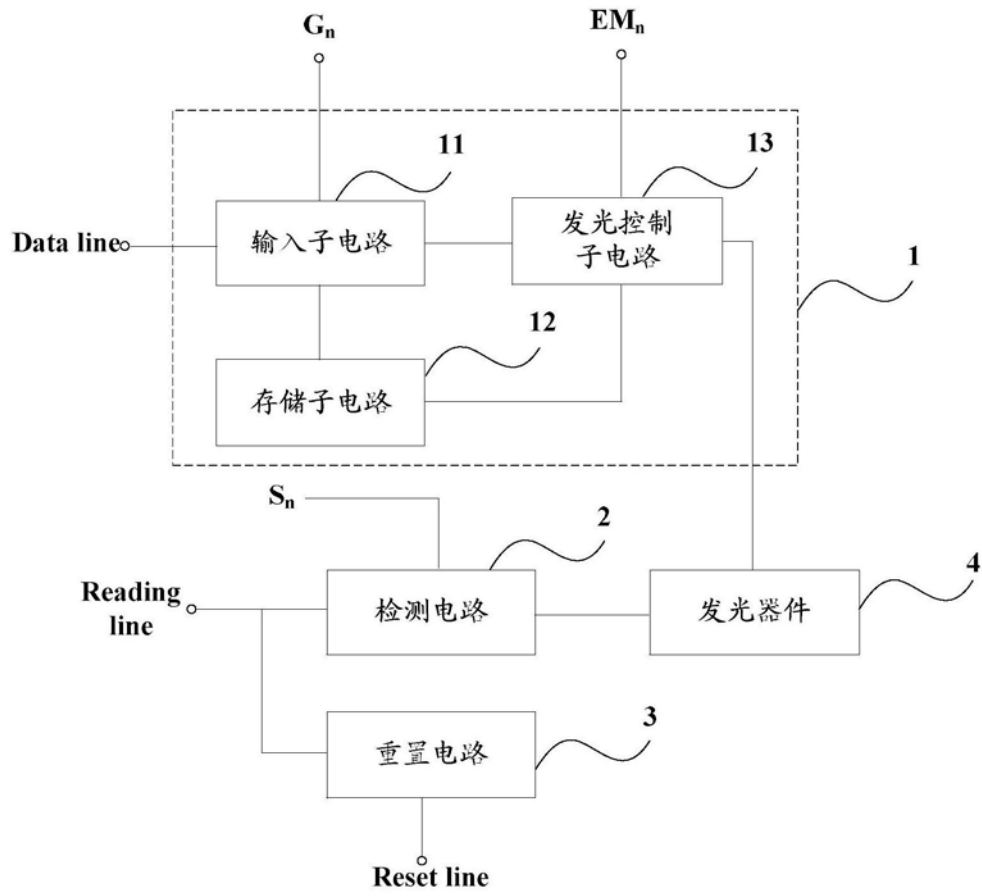 Gn
EMn
11
13
Data line
输入子电路
发光控制
子电路
1
12
存储子电路
Sn
2
4
Reading
line
检测电路
发光器件
3
重置电路
Reset line